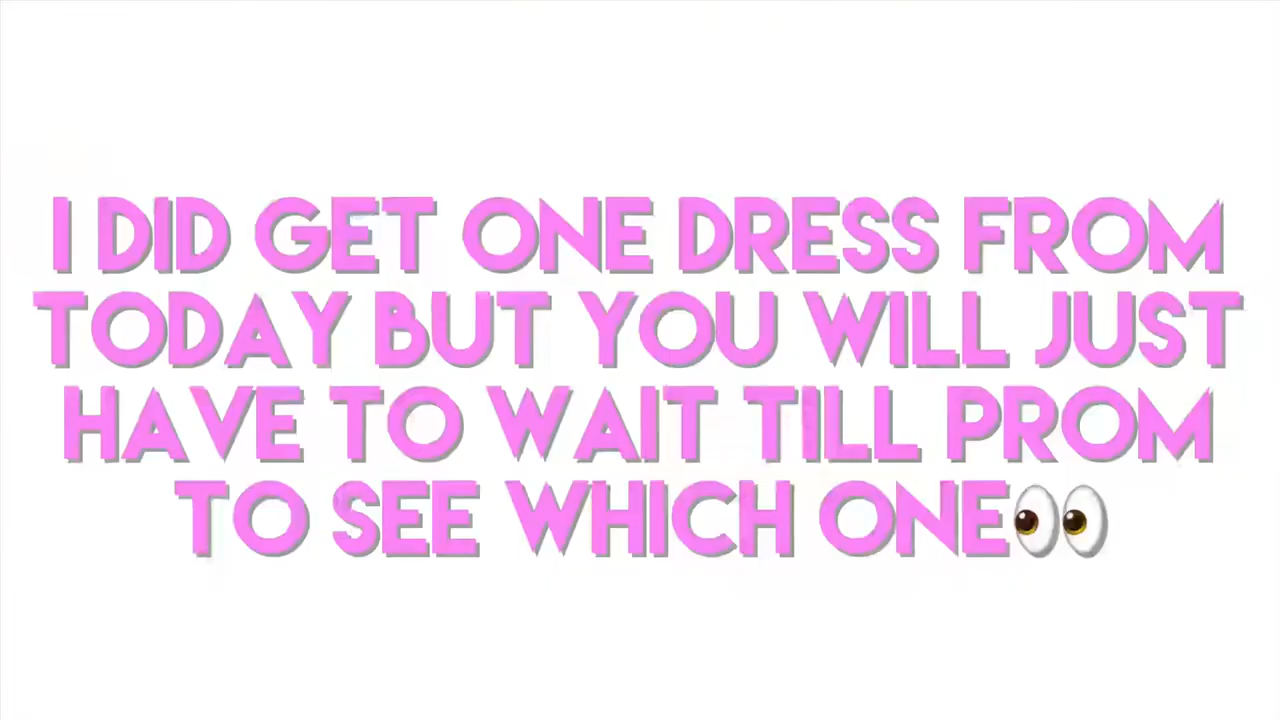 I DID GET ONE DRESS FROM
TODAY BUT YOU WILL JUST
HAVE TO WAIT TILL PROM
TO SEE WHICH ONE👀